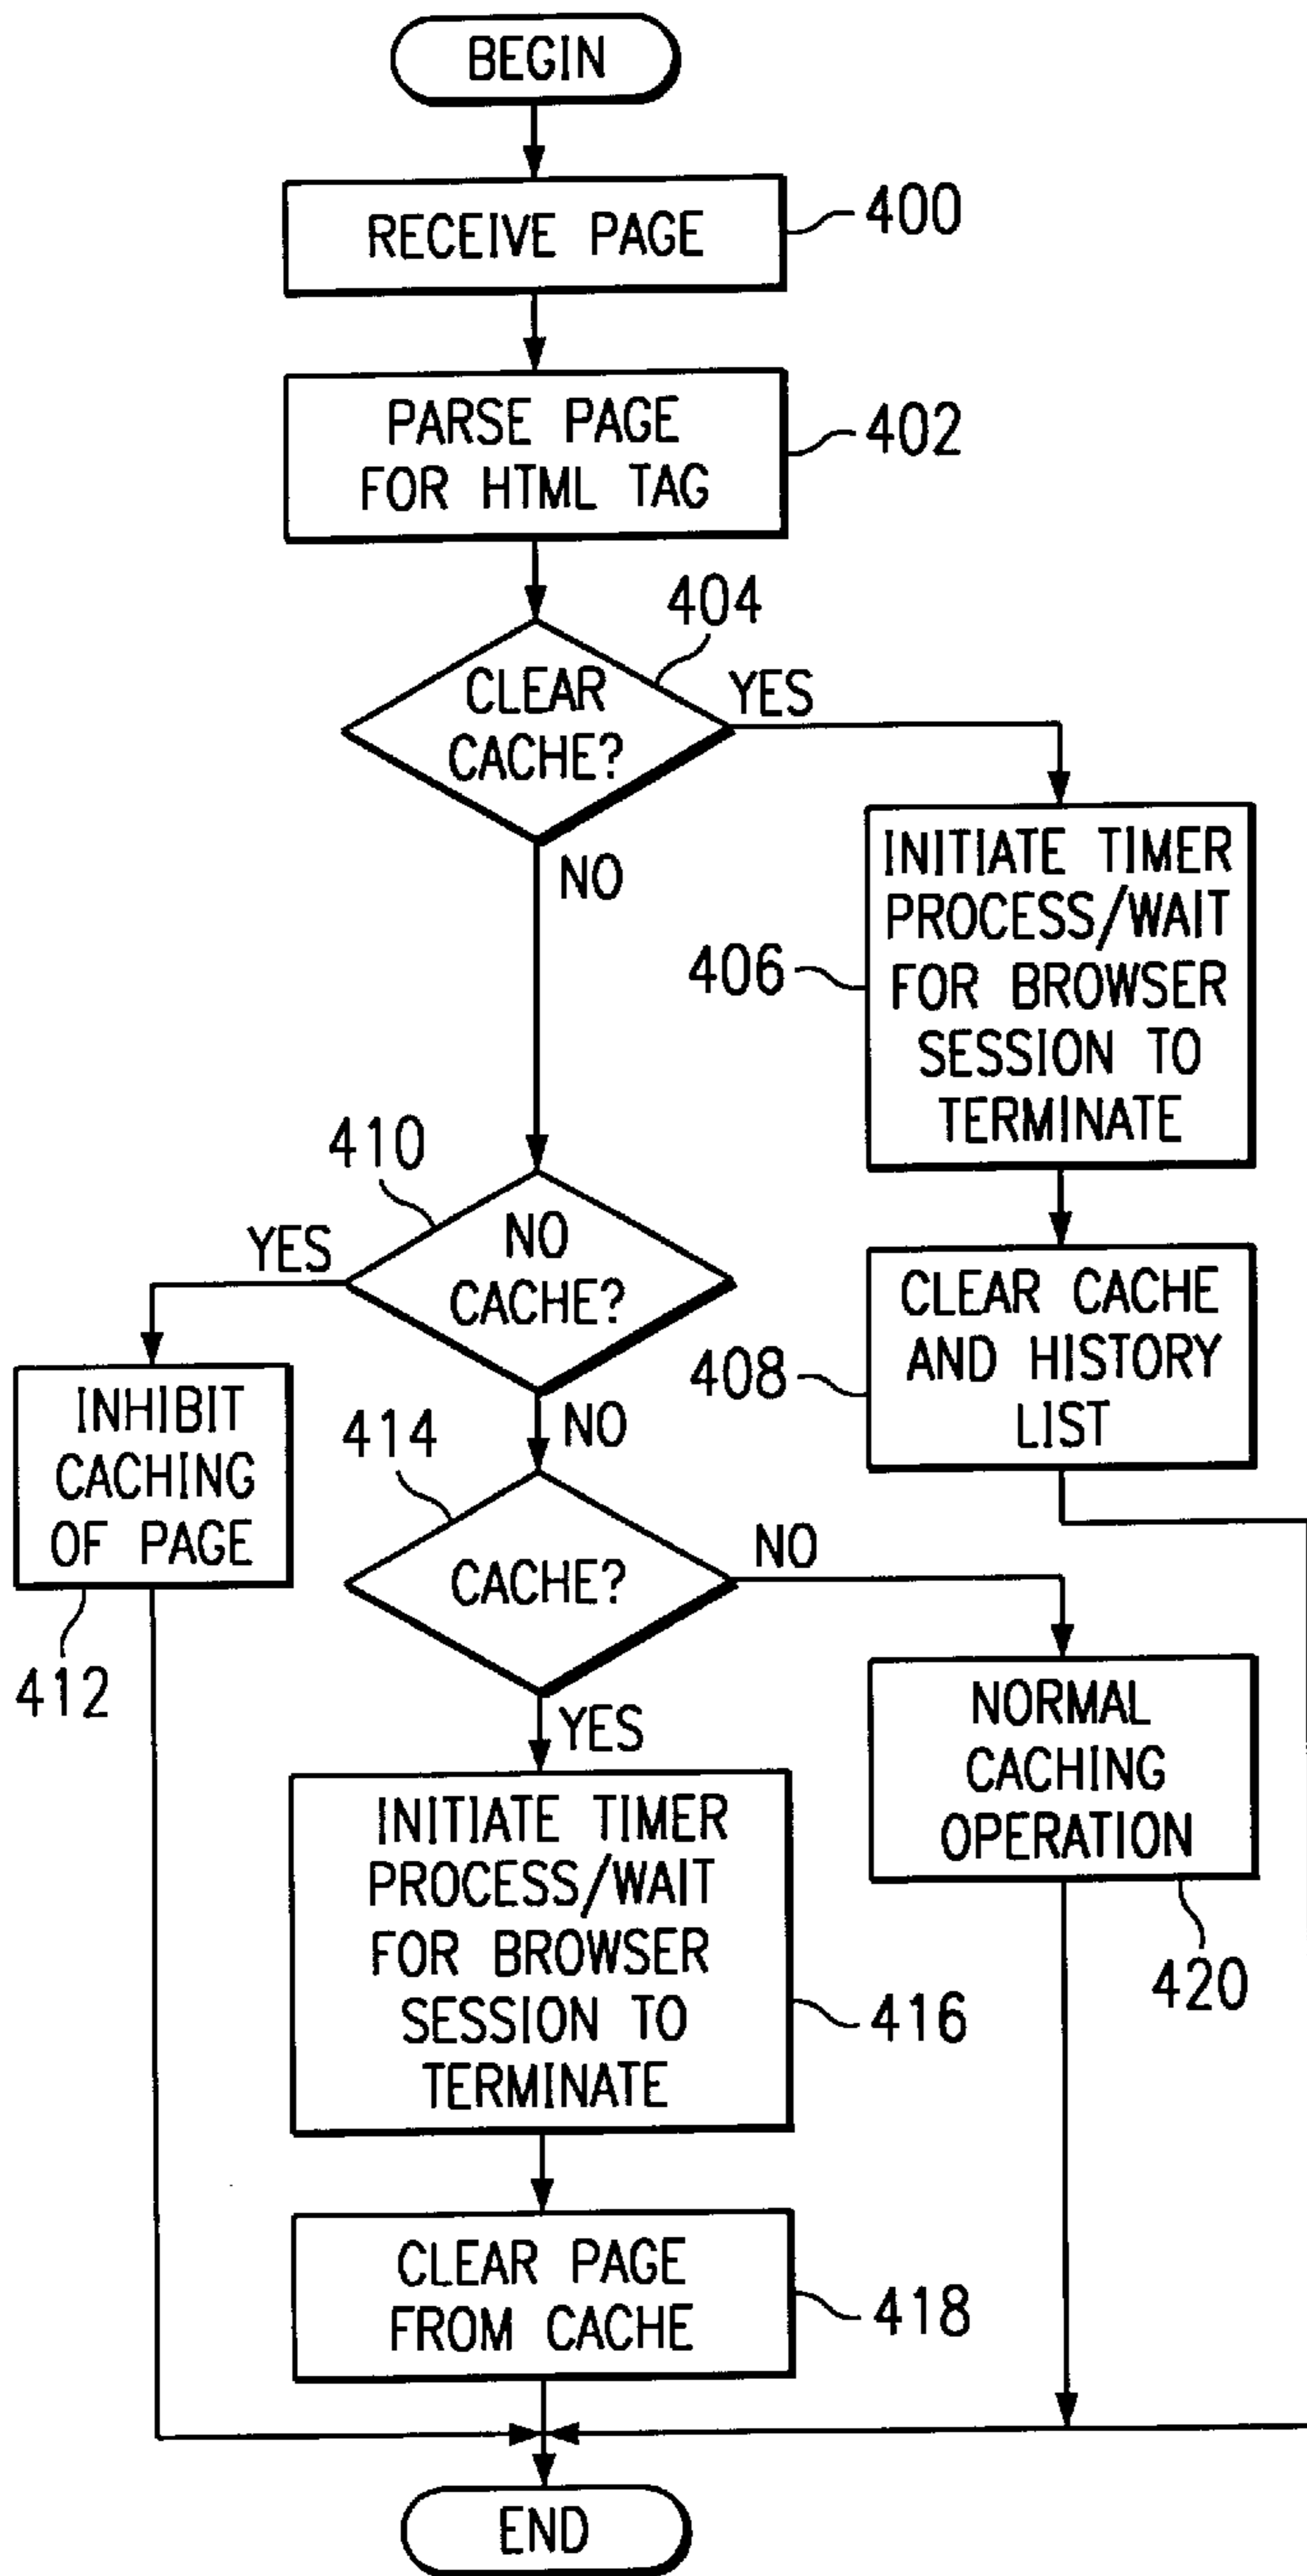 BEGIN
RECEIVE PAGE
400
PARSE PAGE
FOR HTML TAG
402
404
CLEAR
CACHE?
YES
NO
INITIATE TIMER
PROCESS/WAIT
FOR BROWSER
SESSION TO
TERMINATE
406
CLEAR CACHE
AND HISTORY
LIST
408
410
NO
CACHE?
YES
NO
INHIBIT
CACHING
OF PAGE
412
414
CACHE?
NO
YES
NORMAL
CACHING
OPERATION
420
INITIATE TIMER
PROCESS/WAIT
FOR BROWSER
SESSION TO
TERMINATE
416
CLEAR PAGE
FROM CACHE
418
END